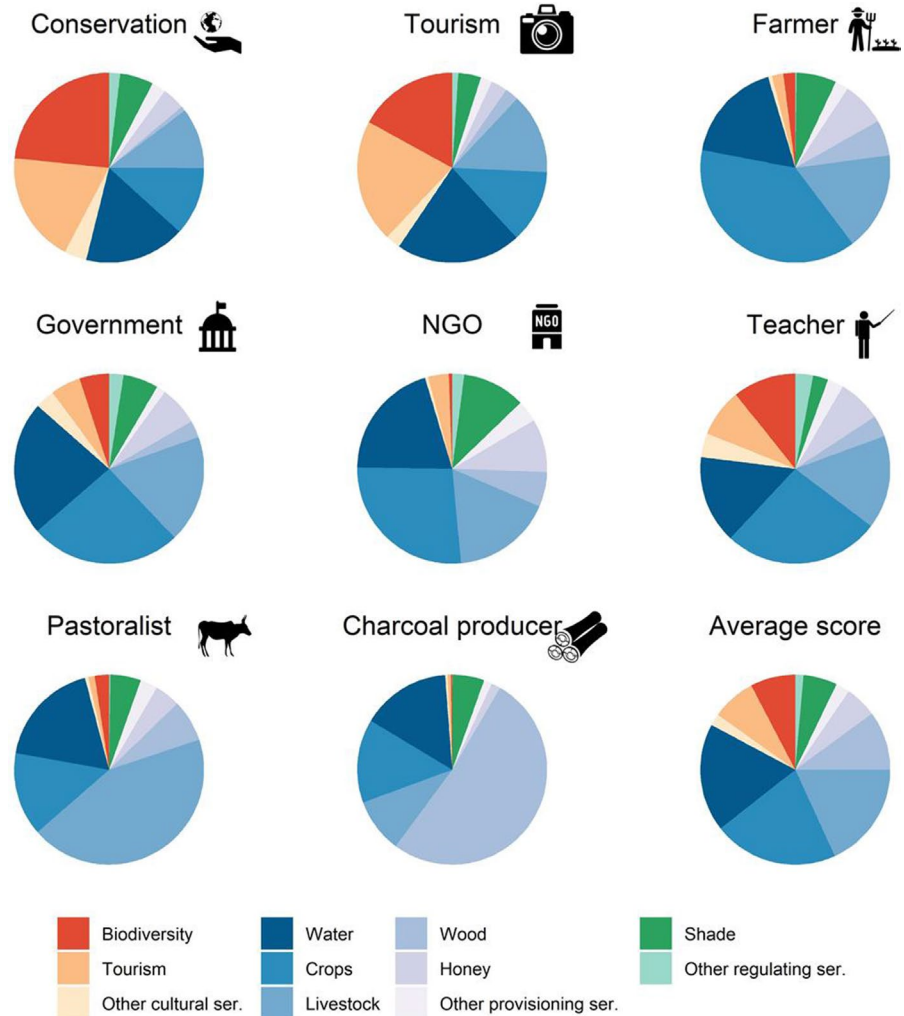 Conservation
Tourism
Farmer
Government
NGO
NGO
Teacher
Pastoralist
Charcoal producer
Average score
Biodiversity
Water
Wood
Shade
Tourism
Crops
Honey
Other regulating ser.
Other cultural ser.
Livestock
Other provisioning ser.